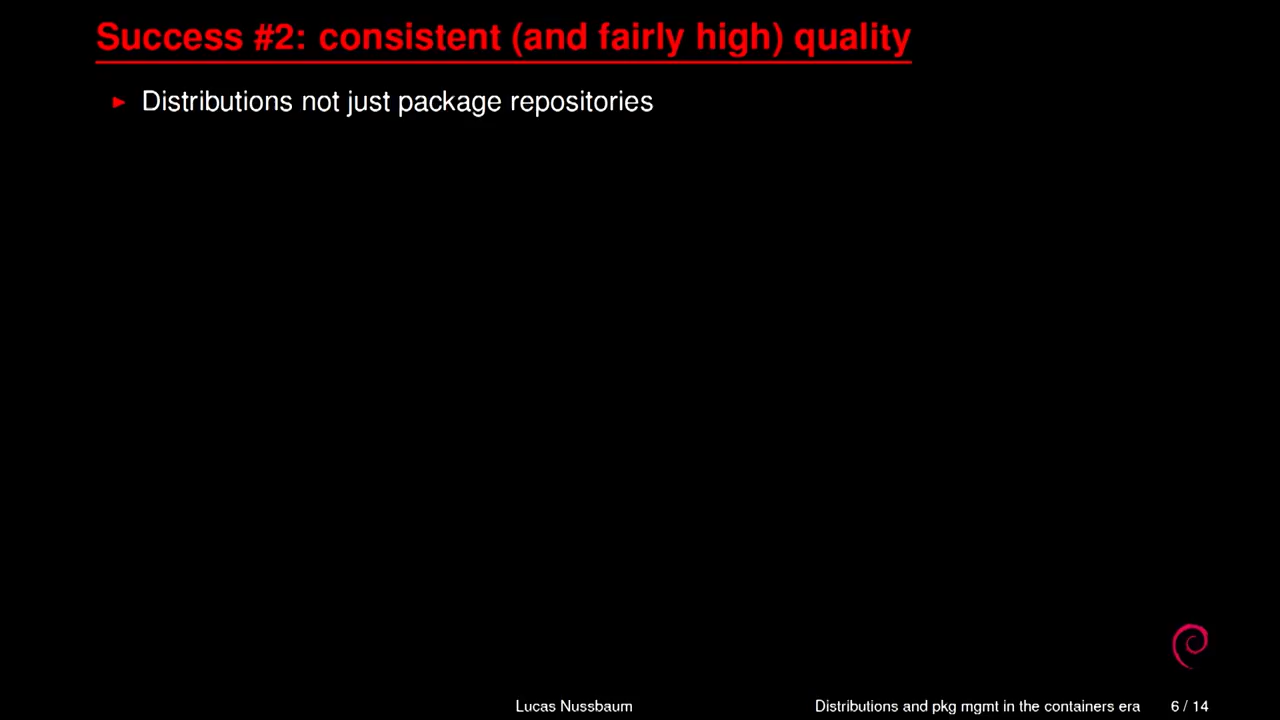 Success #2: consistent (and fairly high) quality
Distributions not just package repositories
Lucas Nussbaum
Distributions and pkg mgmt in the containers era
6 / 14